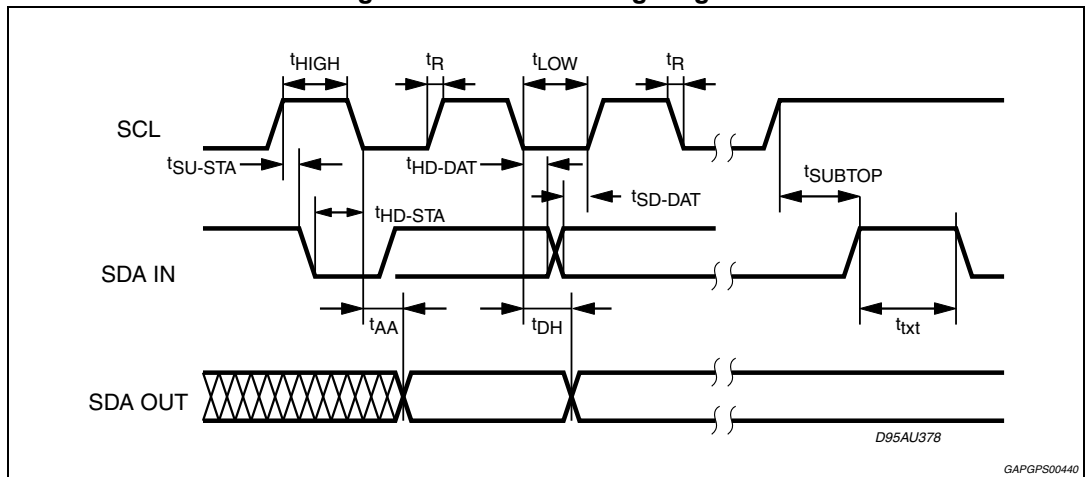 tHIGH tR tLOW tR
SCL
tSU-STA tHD-DAT tSUBTOP
tSD-DAT
tHD-STA
SDA IN
tAA tDH ttxt
SDA OUT
D95AU378
GAPGPS00440